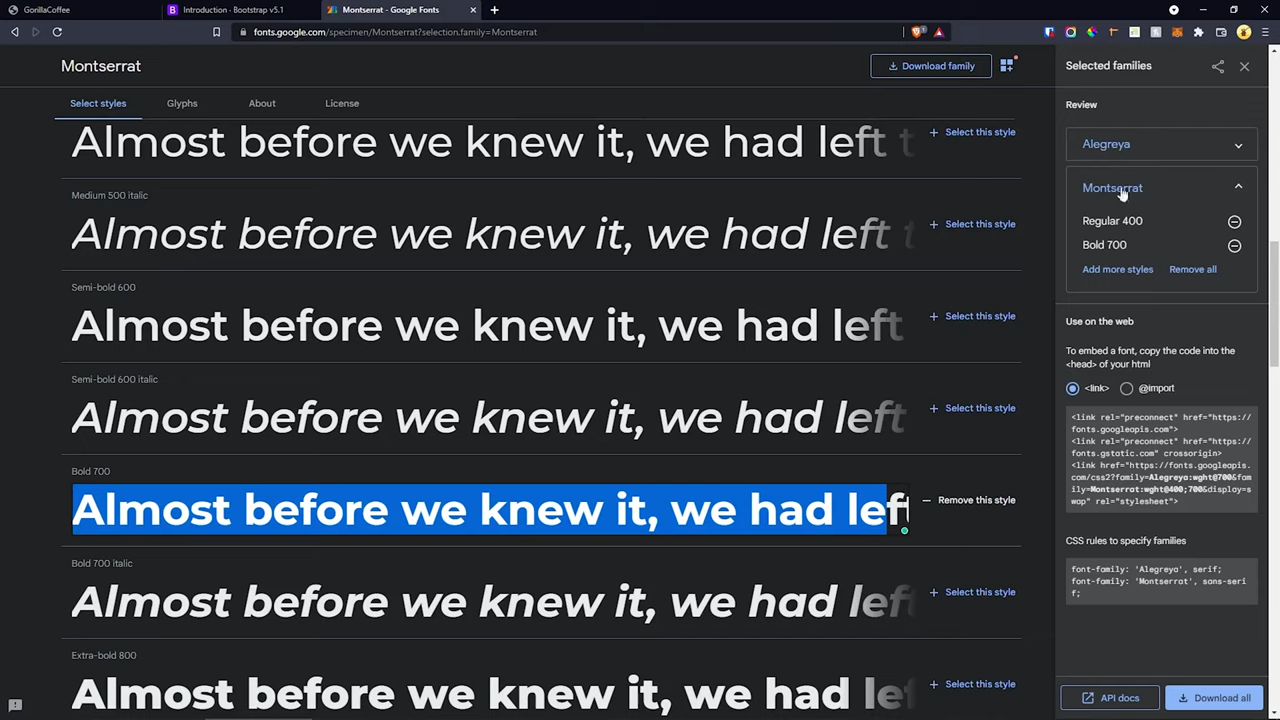 GorillaCoffee
Introduction · Bootstrap v5.1
Montserrat - Google Fonts
fonts.google.com/specimen/Montserrat?selection.family=Montserrat
Montserrat
Download family
Select styles
Glyphs
About
License
Almost before we knew it, we had left t
Select this style
Medium 500 italic
Almost before we knew it, we had left t
Select this style
Semi-bold 600
Almost before we knew it, we had left
Select this style
Semi-bold 600 italic
Almost before we knew it, we had left
Select this style
Bold 700
Almost before we knew it, we had left
Remove this style
Bold 700 italic
Almost before we knew it, we had left
Select this style
Extra-bold 800
Almost before we knew it, we had left
Select this style
Selected families
Review
Alegreya
Montserrat
Regular 400
Bold 700
Add more styles
Remove all
Use on the web
To embed a font, copy the code into the
<head> of your html
<link>
@import
<link rel="preconnect" href="https://
fonts.googleapis.com">
<link rel="preconnect" href="https://
fonts.gstatic.com" crossorigin>
<link href="https://fonts.googleapis.
com/css2?family=Alegreya:wght@700&fam
ily=Montserrat:wght@400;700&display=
swap" rel="stylesheet">
CSS rules to specify families
font-family: 'Alegreya', serif;
font-family: 'Montserrat', sans-seri
f;
API docs
Download all